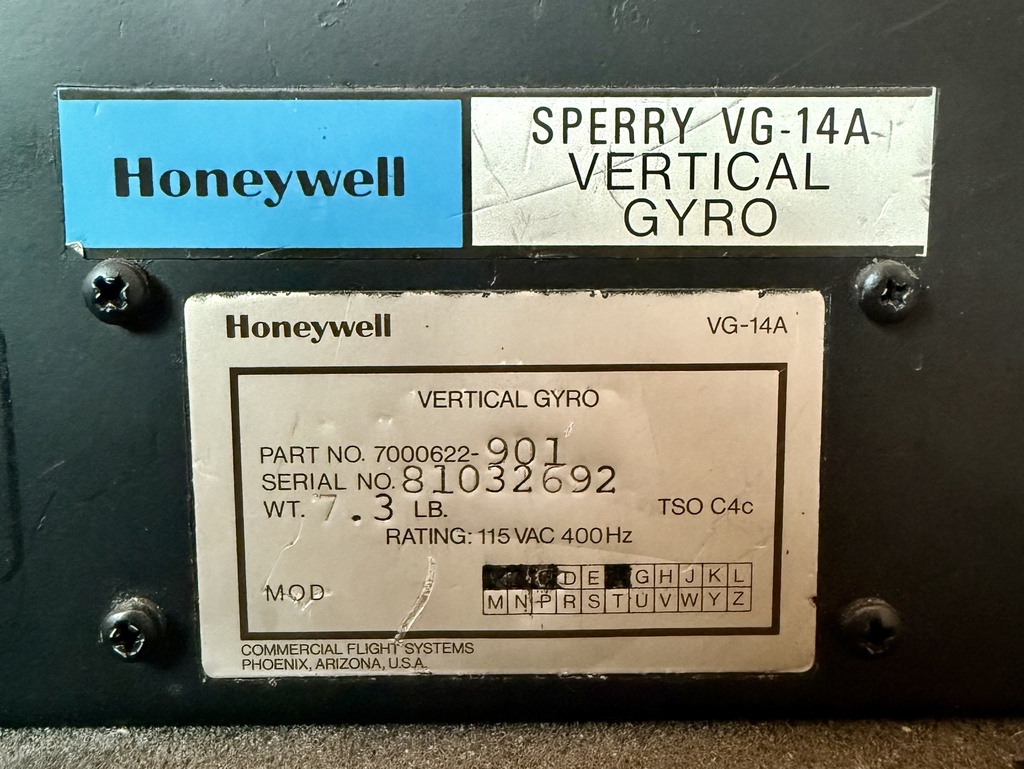 Honeywell
SPERRY VG-14A
VERTICAL
GYRO
Honeywell VG-14A
VERTICAL GYRO
PART NO. 7000622-901
SERIAL NO. 81032692
WT. 7.3 LB. TSO C4c
RATING: 115 VAC 400Hz
MOD D E G H J K L
M N P R S T U V W Y Z
COMMERCIAL FLIGHT SYSTEMS
PHOENIX, ARIZONA, U.S.A.